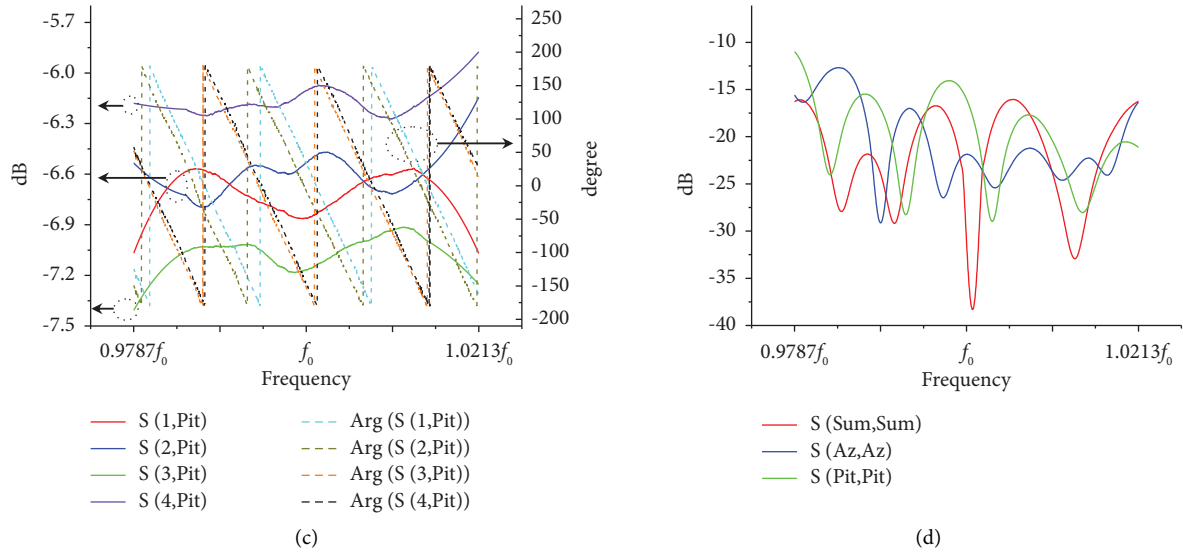 -5.7
-6.0
-6.3
-6.6
-6.9
-7.2
-7.5
dB
250
200
150
100
50
0
-50
-100
-150
-200
degree
0.9787f0
f0
1.0213f0
Frequency
S (1,Pit)
S (2,Pit)
S (3,Pit)
S (4,Pit)
Arg (S (1,Pit))
Arg (S (2,Pit))
Arg (S (3,Pit))
Arg (S (4,Pit))
(c)
-10
-15
-20
-25
-30
-35
-40
dB
0.9787f0
f0
1.0213f0
Frequency
S (Sum,Sum)
S (Az,Az)
S (Pit,Pit)
(d)